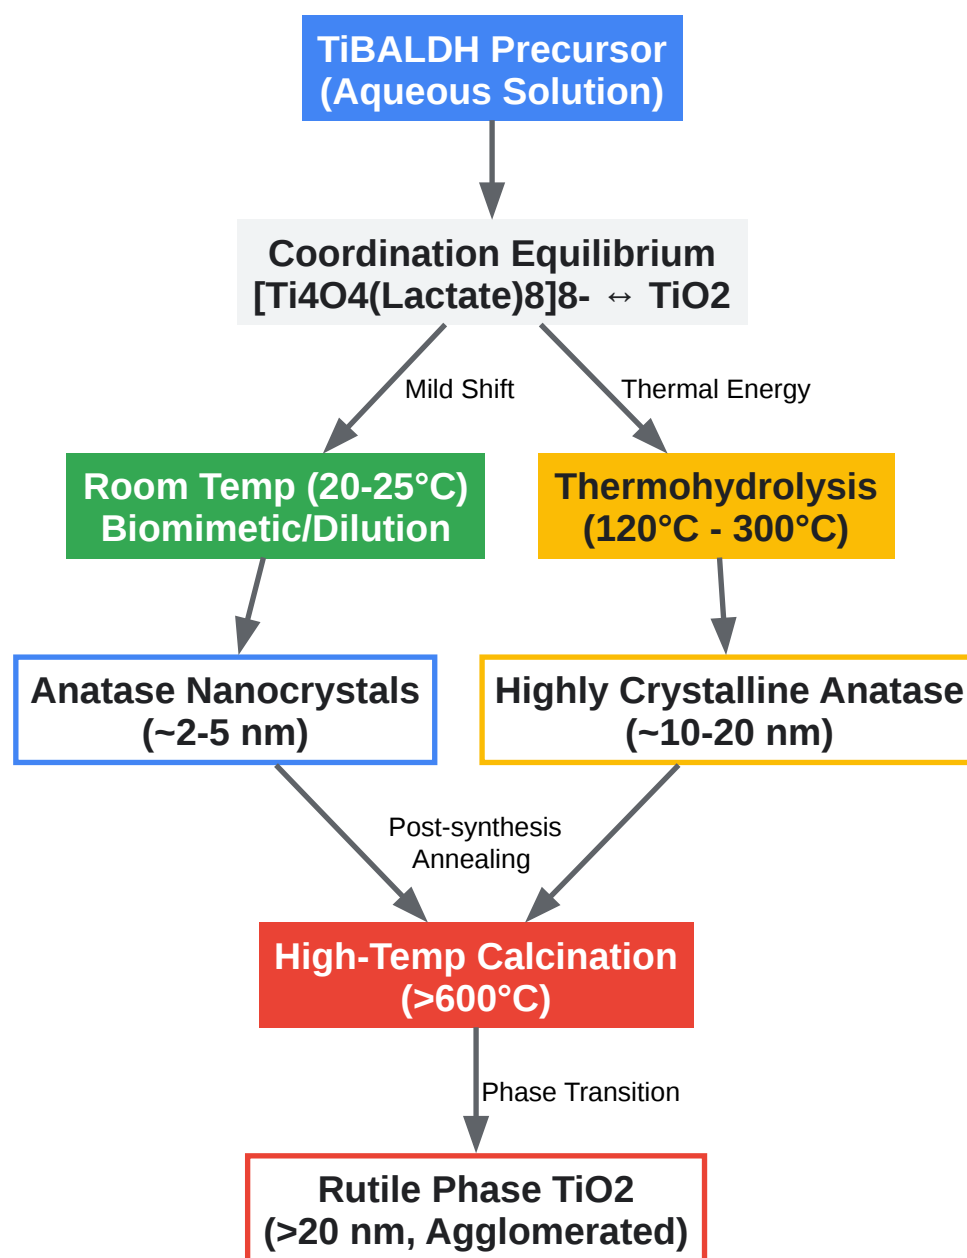 TiBALDH Precursor
(Aqueous Solution)
Coordination Equilibrium
[Ti4O4(Lactate)8]8- ↔ TiO2
Mild Shift
Thermal Energy
Room Temp (20-25°C)
Biomimetic/Dilution
Thermohydrolysis
(120°C - 300°C)
Anatase Nanocrystals
(~2-5 nm)
Highly Crystalline Anatase
(~10-20 nm)
Post-synthesis
Annealing
High-Temp Calcination
(>600°C)
Phase Transition
Rutile Phase TiO2
(>20 nm, Agglomerated)